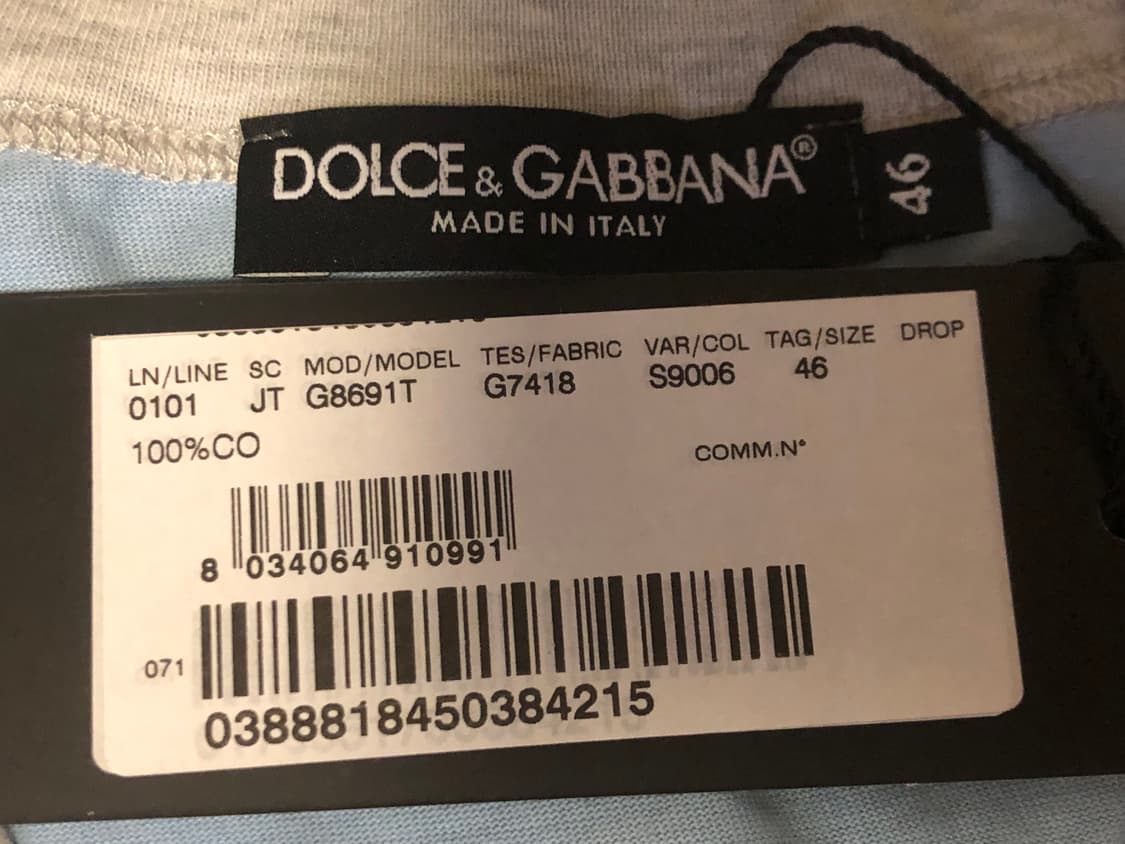 DOLCE & GABBANA®
MADE IN ITALY
46
LN/LINE SC MOD/MODEL TES/FABRIC VAR/COL TAG/SIZE DROP
0101 JT G8691T G7418 S9006 46
100%CO
COMM.N°
8 034064 910991
071
0388818450384215